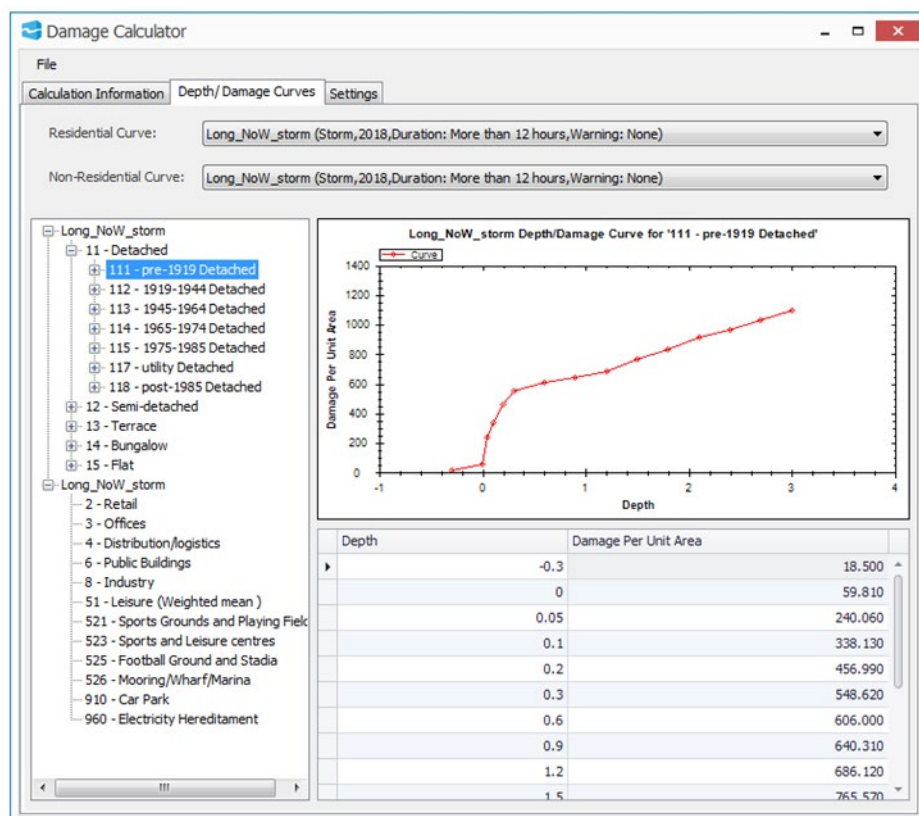 Damage Calculator
File
Calculation Information Depth/Damage Curves Settings
Residential Curve: Long_NoW_storm (Storm,2018,Duration: More than 12 hours,Warning: None)
Non-Residential Curve: Long_NoW_storm (Storm,2018,Duration: More than 12 hours,Warning: None)
Long_NoW_storm
11 - Detached
111 - pre-1919 Detached
112 - 1919-1944 Detached
113 - 1945-1964 Detached
114 - 1965-1974 Detached
115 - 1975-1985 Detached
117 - utility Detached
118 - post-1985 Detached
12 - Semi-detached
13 - Terrace
14 - Bungalow
15 - Flat
Long_NoW_storm
2 - Retail
3 - Offices
4 - Distribution/logistics
6 - Public Buildings
8 - Industry
51 - Leisure (Weighted mean )
521 - Sports Grounds and Playing Field
523 - Sports and Leisure centres
525 - Football Ground and Stadia
526 - Mooring/Wharf/Marina
910 - Car Park
960 - Electricity Hereditament
Long_NoW_storm Depth/Damage Curve for '111 - pre-1919 Detached'
Curve
Damage Per Unit Area
1400
1200
1000
800
600
400
200
0
-1 0 1 2 3 4
Depth
Depth Damage Per Unit Area
-0.3 18.500
0 59.810
0.05 240.060
0.1 338.130
0.2 456.990
0.3 548.620
0.6 606.000
0.9 640.310
1.2 686.120
1.5 765.570